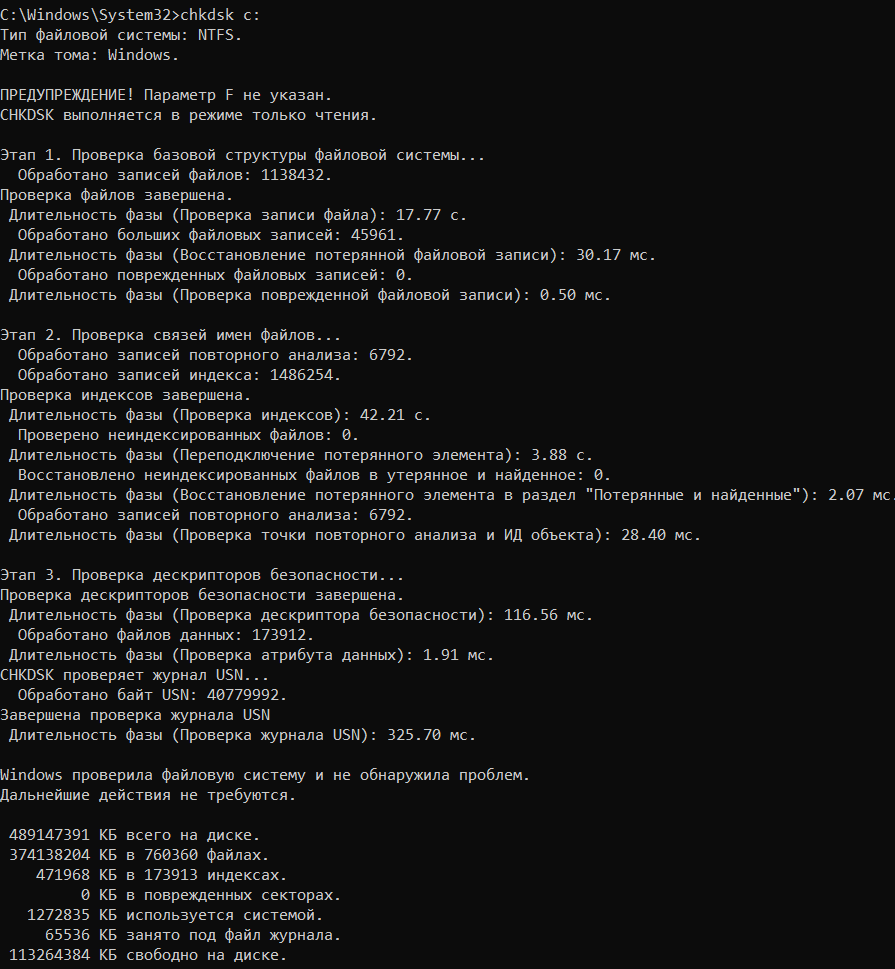 C:\Windows\System32>chkdsk c:
Тип файловой системы: NTFS.
Метка тома: Windows.
ПРЕДУПРЕЖДЕНИЕ! Параметр F не указан.
CHKDSK выполняется в режиме только чтения.
Этап 1. Проверка базовой структуры файловой системы...
Обработано записей файлов: 1138432.
Проверка файлов завершена.
Длительность фазы (Проверка записи файла): 17.77 с.
Обработано больших файловых записей: 45961.
Длительность фазы (Восстановление потерянной файловой записи): 30.17 мс.
Обработано поврежденных файловых записей: 0.
Длительность фазы (Проверка поврежденной файловой записи): 0.50 мс.
Этап 2. Проверка связей имен файлов...
Обработано записей повторного анализа: 6792.
Обработано записей индекса: 1486254.
Проверка индексов завершена.
Длительность фазы (Проверка индексов): 42.21 с.
Проверено неиндексированных файлов: 0.
Длительность фазы (Переподключение потерянного элемента): 3.88 с.
Восстановлено неиндексированных файлов в утерянное и найденное: 0.
Длительность фазы (Восстановление потерянного элемента в раздел "Потерянные и найденные"): 2.07 мс.
Обработано записей повторного анализа: 6792.
Длительность фазы (Проверка точки повторного анализа и ИД объекта): 28.40 мс.
Этап 3. Проверка дескрипторов безопасности...
Проверка дескрипторов безопасности завершена.
Длительность фазы (Проверка дескриптора безопасности): 116.56 мс.
Обработано файлов данных: 173912.
Длительность фазы (Проверка атрибута данных): 1.91 мс.
CHKDSK проверяет журнал USN...
Обработано байт USN: 40779992.
Завершена проверка журнала USN
Длительность фазы (Проверка журнала USN): 325.70 мс.
Windows проверила файловую систему и не обнаружила проблем.
Дальнейшие действия не требуются.
489147391 КБ всего на диске.
374138204 КБ в 760360 файлах.
471968 КБ в 173913 индексах.
0 КБ в поврежденных секторах.
1272835 КБ используется системой.
65536 КБ занято под файл журнала.
113264384 КБ свободно на диске.